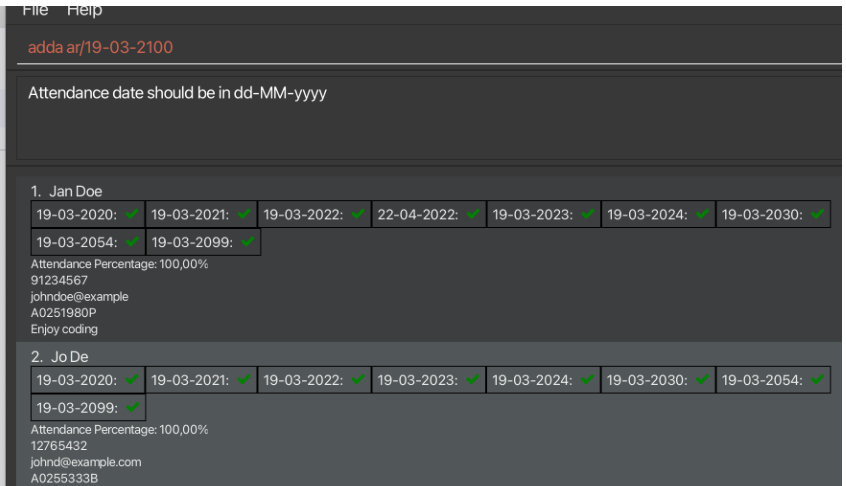 File Help
adda ar/19-03-2100
Attendance date should be in dd-MM-yyyy
1. Jan Doe
19-03-2020: 19-03-2021: 19-03-2022: 22-04-2022: 19-03-2023: 19-03-2024: 19-03-2030:
19-03-2054: 19-03-2099:
Attendance Percentage: 100,00%
91234567
johndoe@example
A0251980P
Enjoy coding
2. Jo De
19-03-2020: 19-03-2021: 19-03-2022: 19-03-2023: 19-03-2024: 19-03-2030: 19-03-2054:
19-03-2099:
Attendance Percentage: 100,00%
12765432
johnd@example.com
A0255333B